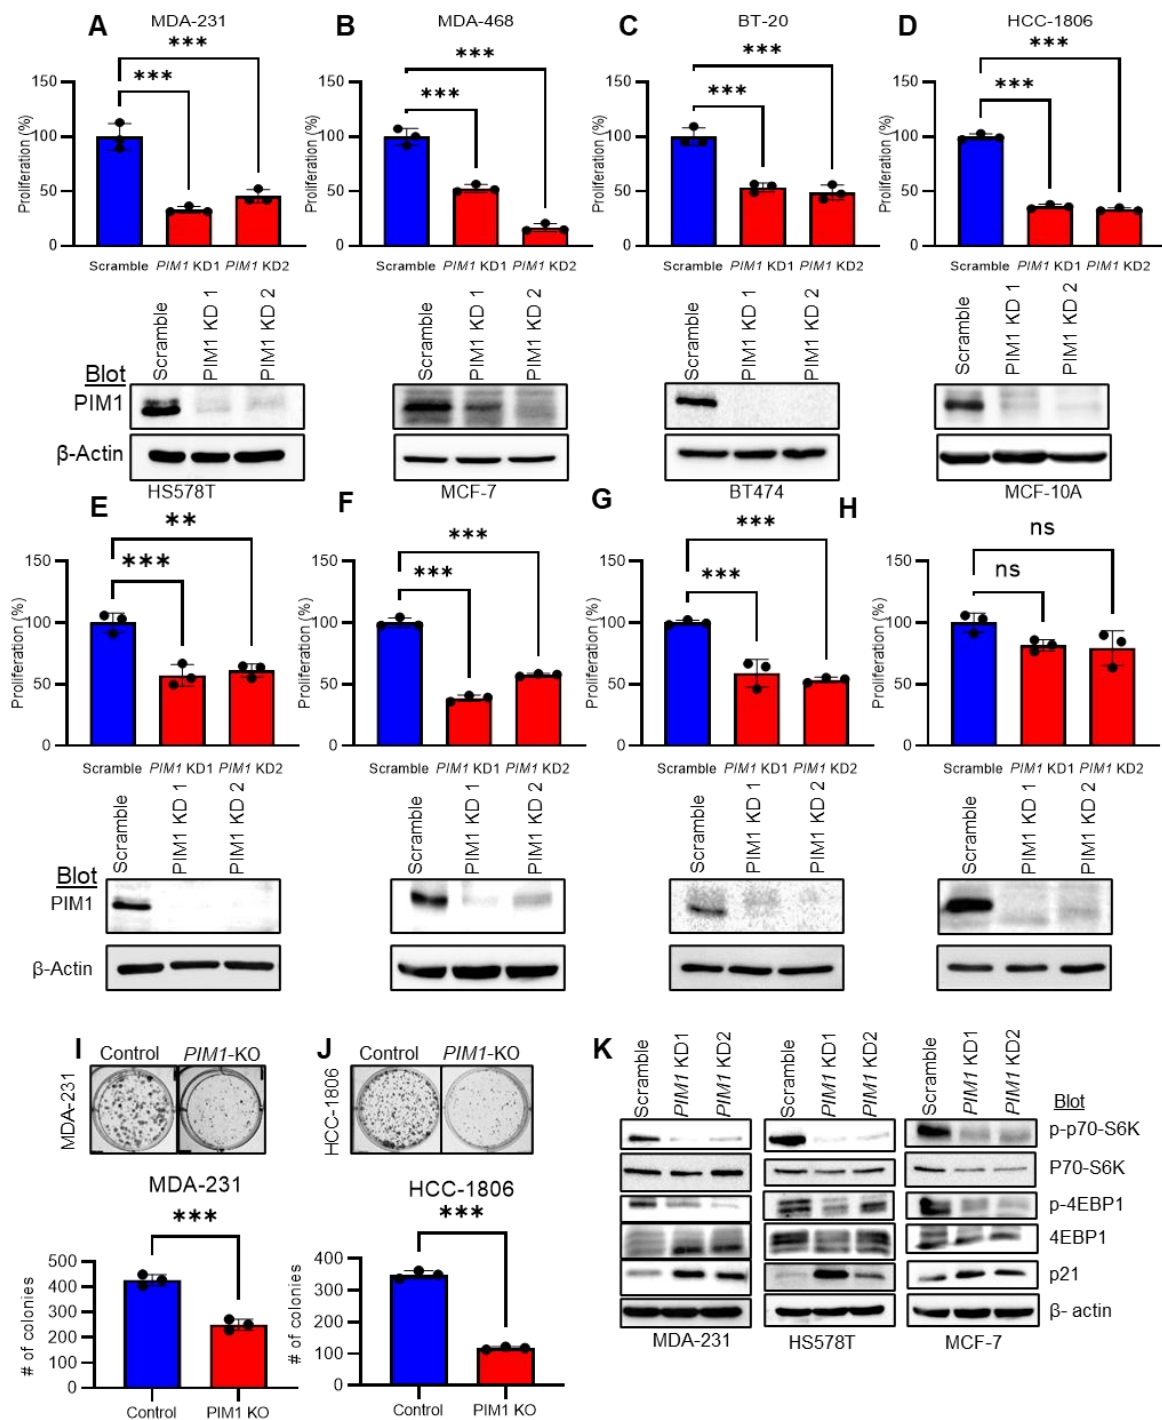 A MDA-231 B MDA-468 C BT-20 D HCC-1806
*** *** *** ***
*** *** *** ***
150 150 150 150
100 100 100 100
50 50 50 50
0 0 0 0
Proliferation (%) Proliferation (%) Proliferation (%) Proliferation (%)
Scramble PIM1 KD1 PIM1 KD2 Scramble PIM1 KD1 PIM1 KD2 Scramble PIM1 KD1 PIM1 KD2 Scramble PIM1 KD1 PIM1 KD2
Scramble PIM1 KD 1 PIM1 KD 2 Scramble PIM1 KD 1 PIM1 KD 2 Scramble PIM1 KD 1 PIM1 KD 2 Scramble PIM1 KD 1 PIM1 KD 2
Blot
PIM1
β-Actin
E HS578T F MCF-7 G BT474 H MCF-10A
** *** *** ns
*** *** *** ns
150 150 150 150
100 100 100 100
50 50 50 50
0 0 0 0
Proliferation (%) Proliferation (%) Proliferation (%) Proliferation (%)
Scramble PIM1 KD1 PIM1 KD2 Scramble PIM1 KD1 PIM1 KD2 Scramble PIM1 KD1 PIM1 KD2 Scramble PIM1 KD1 PIM1 KD2
Scramble PIM1 KD 1 PIM1 KD 2 Scramble PIM1 KD 1 PIM1 KD 2 Scramble PIM1 KD 1 PIM1 KD 2 Scramble PIM1 KD 1 PIM1 KD 2
Blot
PIM1
β-Actin
I Control PIM1-KO
MDA-231
MDA-231
***
500
400
300
200
100
0
# of colonies
Control PIM1 KO
J Control PIM1-KO
HCC-1806
HCC-1806
***
400
300
200
100
0
# of colonies
Control PIM1 KO
K Scramble PIM1 KD1 PIM1 KD2 Scramble PIM1 KD1 PIM1 KD2 Scramble PIM1 KD1 PIM1 KD2
Blot
p-p70-S6K
P70-S6K
p-4EBP1
4EBP1
p21
β- actin
MDA-231 HS578T MCF-7